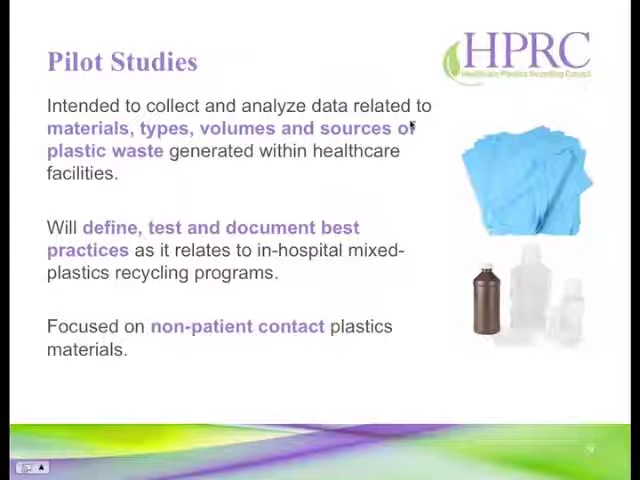 Pilot Studies
HPRC
Healthcare Plastics Recycling Council
Intended to collect and analyze data related to
materials, types, volumes and sources of
plastic waste generated within healthcare
facilities.
Will define, test and document best
practices as it relates to in-hospital mixed-
plastics recycling programs.
Focused on non-patient contact plastics
materials.
9